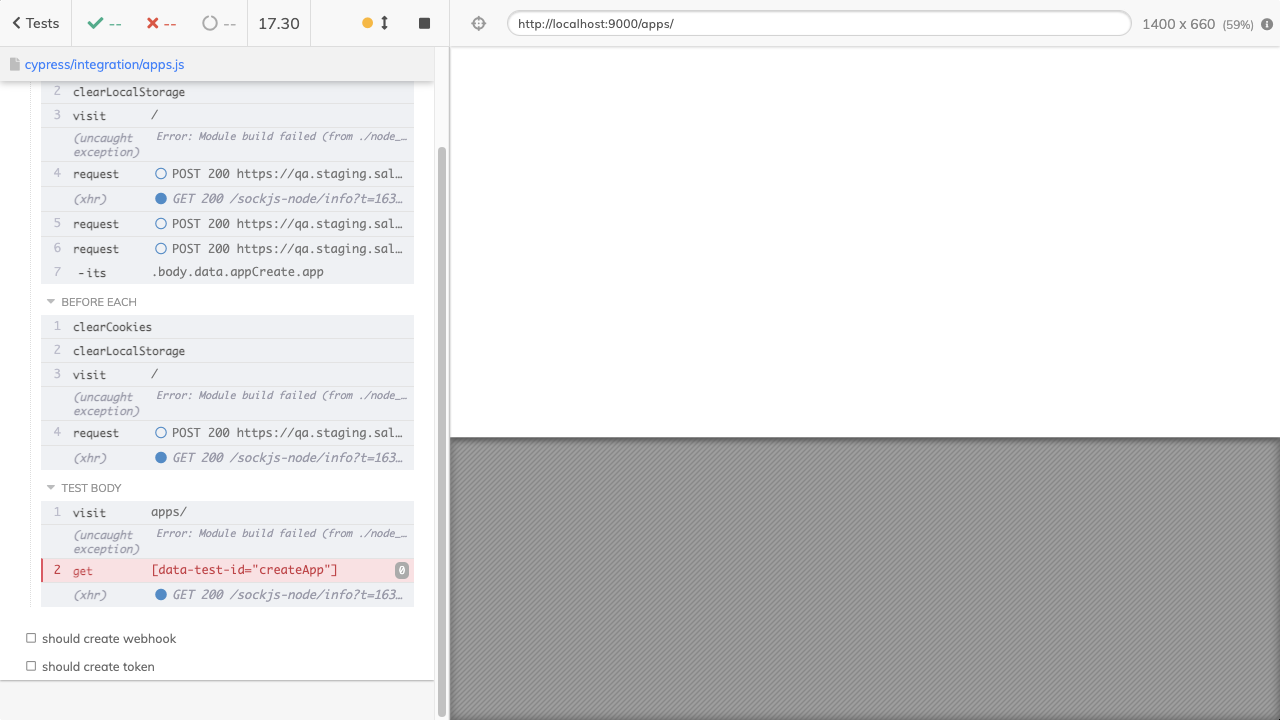 Tests
--
--
--
17.30
http://localhost:9000/apps/
1400 x 660 (59%)
cypress/integration/apps.js
2 clearLocalStorage
3 visit /
(uncaught exception) Error: Module build failed (from ./node_…
4 request POST 200 https://qa.staging.sal…
(xhr) GET 200 /sockjs-node/info?t=163…
5 request POST 200 https://qa.staging.sal…
6 request POST 200 https://qa.staging.sal…
7 -its .body.data.appCreate.app
BEFORE EACH
1 clearCookies
2 clearLocalStorage
3 visit /
(uncaught exception) Error: Module build failed (from ./node_…
4 request POST 200 https://qa.staging.sal…
(xhr) GET 200 /sockjs-node/info?t=163…
TEST BODY
1 visit apps/
(uncaught exception) Error: Module build failed (from ./node_…
2 get [data-test-id="createApp"] 0
(xhr) GET 200 /sockjs-node/info?t=163…
should create webhook
should create token